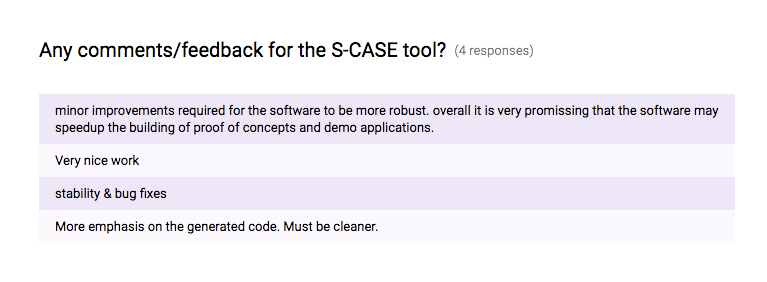 Any comments/feedback for the S-CASE tool? (4 responses)
minor improvements required for the software to be more robust. overall it is very promissing that the software may
speedup the building of proof of concepts and demo applications.
Very nice work
stability & bug fixes
More emphasis on the generated code. Must be cleaner.